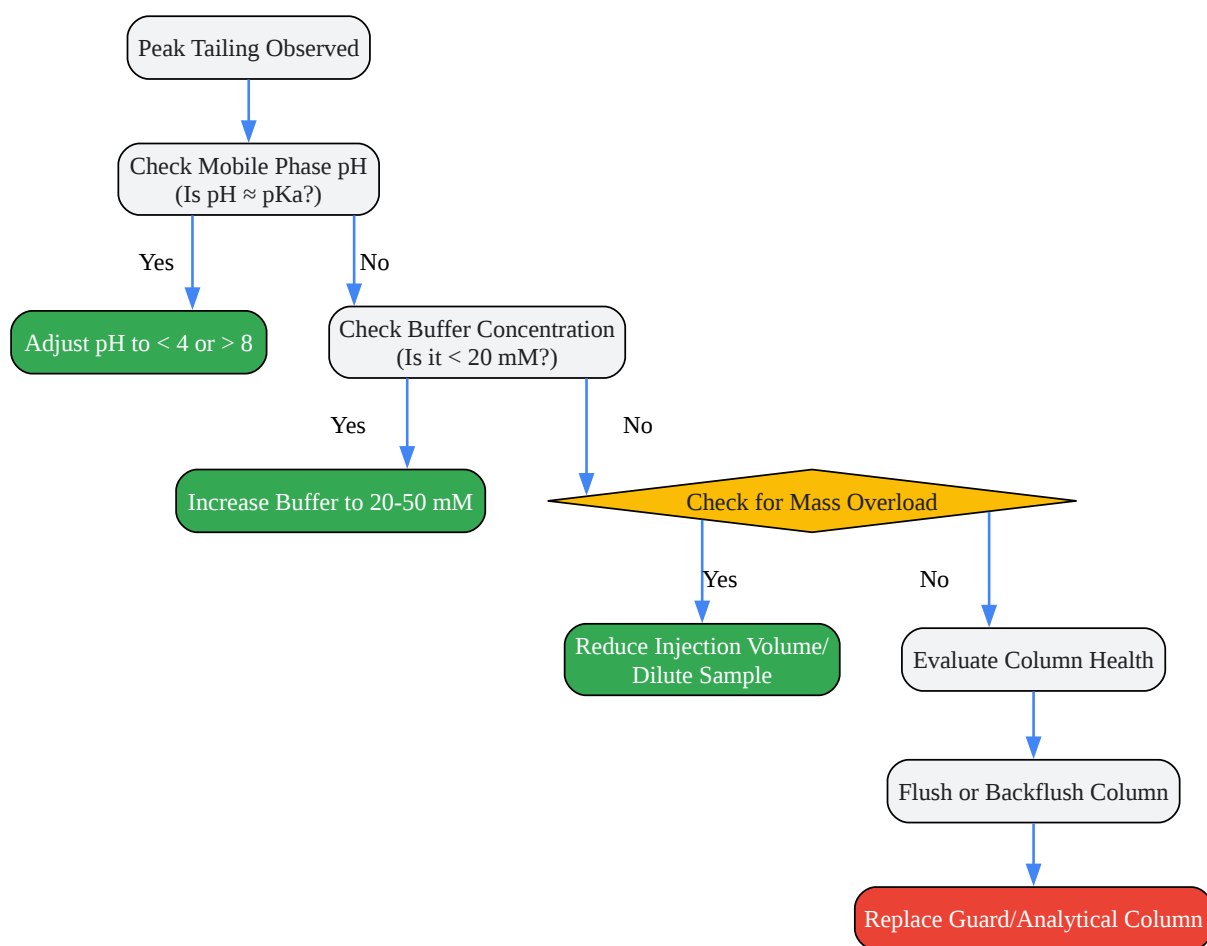 Peak Tailing Observed
Check Mobile Phase pH
(Is pH ≈ pKa?)
Yes
No
Adjust pH to < 4 or > 8
Check Buffer Concentration
(Is it < 20 mM?)
Yes
No
Increase Buffer to 20-50 mM
Check for Mass Overload
Yes
No
Reduce Injection Volume/
Dilute Sample
Evaluate Column Health
Flush or Backflush Column
Replace Guard/Analytical Column